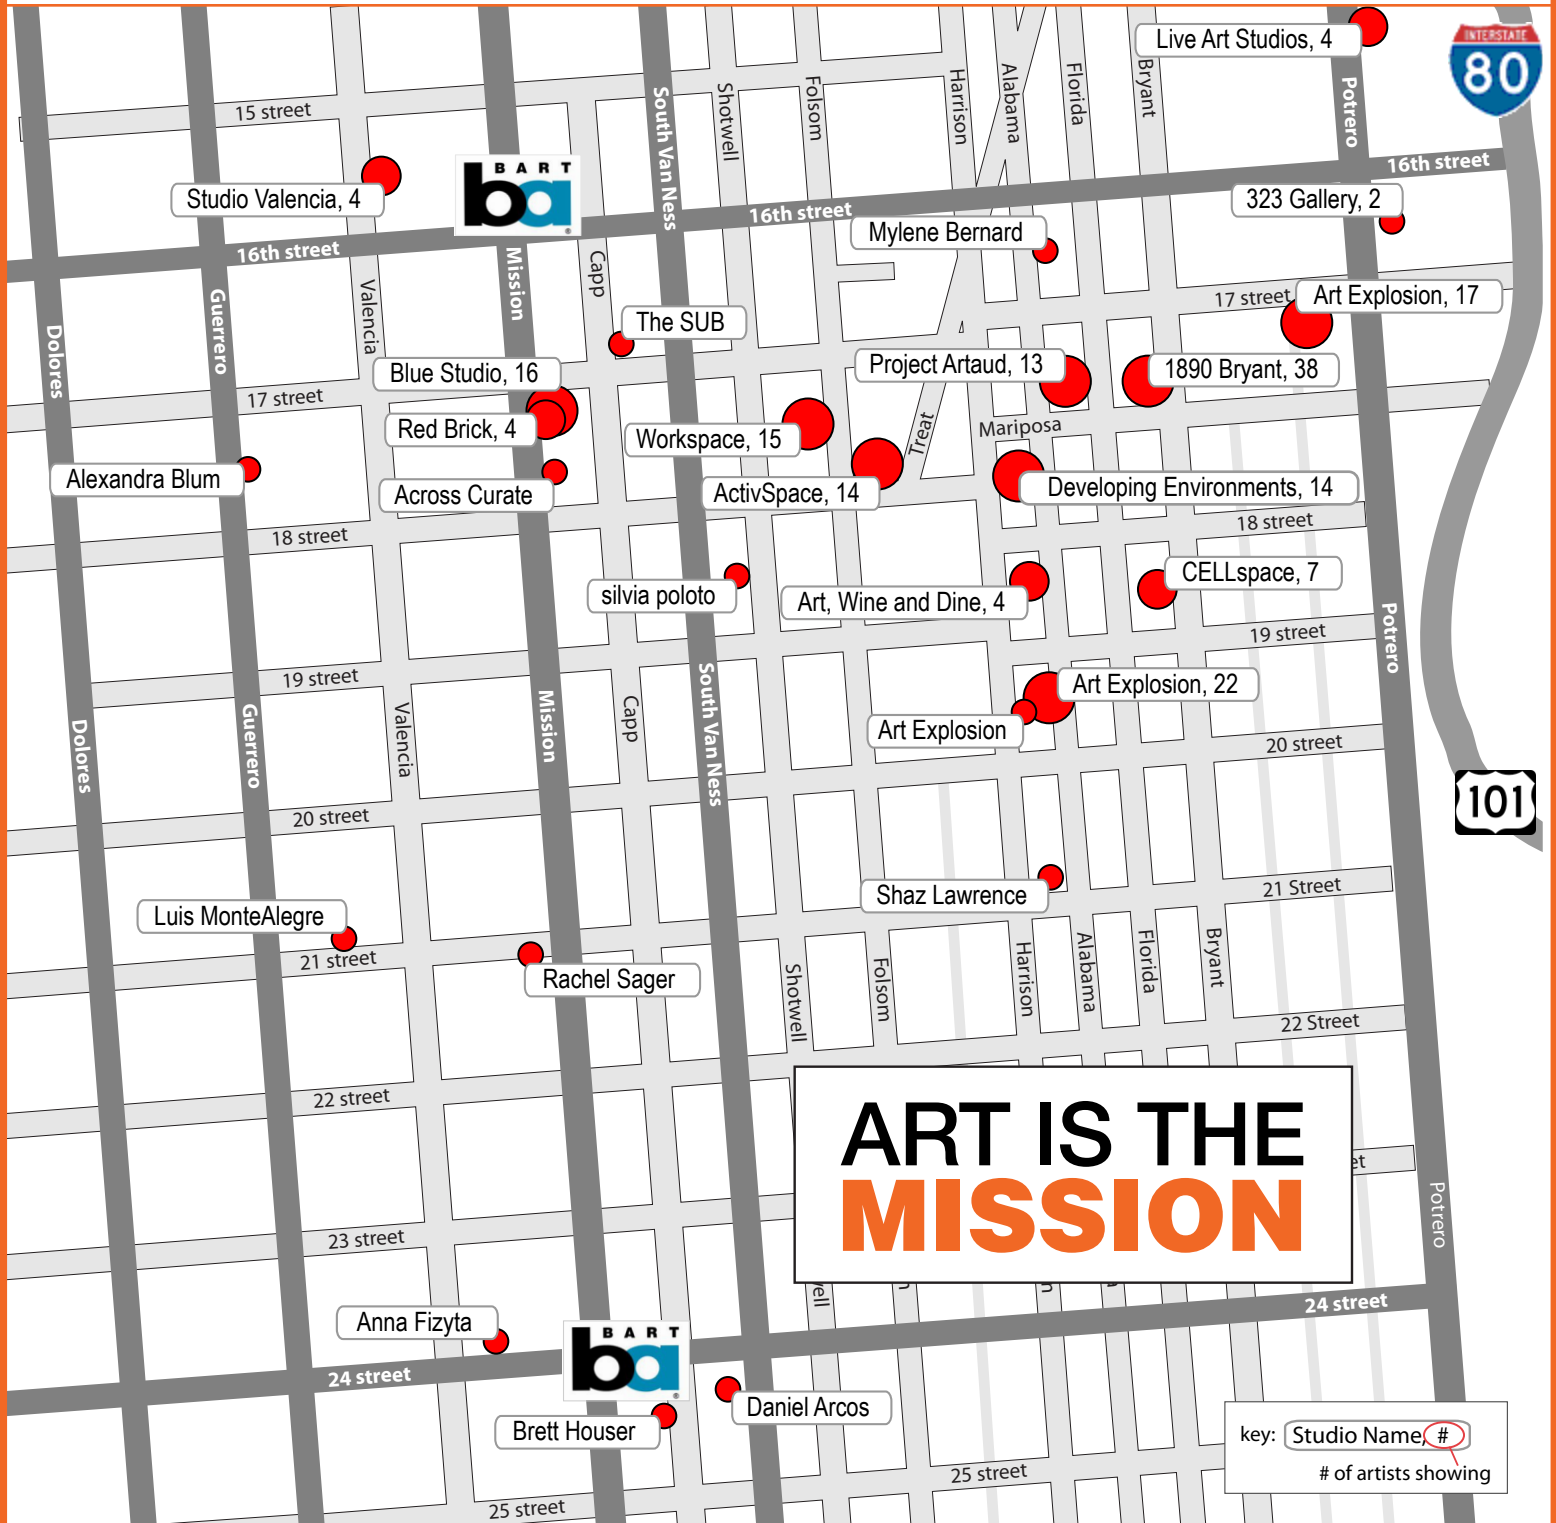 Live Art Studios, 4
INTERSTATE
80
15 street
South Van Ness
Shotwell
Folsom
Harrison
Alabama
Florida
Bryant
Potrero
BART
ba
Studio Valencia, 4
16th street
16th street
16th street
323 Gallery, 2
Mylene Bernard
Dolores
Guerrero
Valencia
Mission
Capp
17 street
Art Explosion, 17
The SUB
Blue Studio, 16
Project Artaud, 13
1890 Bryant, 38
17 street
Red Brick, 4
Workspace, 15
Treat
Mariposa
Alexandra Blum
Across Curate
ActivSpace, 14
Developing Environments, 14
18 street
18 street
silvia poloto
Art, Wine and Dine, 4
CELLspace, 7
19 street
19 street
Potrero
Dolores
Guerrero
Valencia
Mission
Capp
South Van Ness
Art Explosion, 22
Art Explosion
20 street
101
20 street
Shaz Lawrence
21 Street
Luis MonteAlegre
21 street
Rachel Sager
Shotwell
Folsom
Harrison
Alabama
Florida
Bryant
22 Street
22 street
ART IS THE
MISSION
et
Potrero
23 street
ell
n
n
24 street
Anna Fizyta
BART
ba
24 street
Daniel Arcos
Brett Houser
key: Studio Name, #
# of artists showing
25 street
25 street